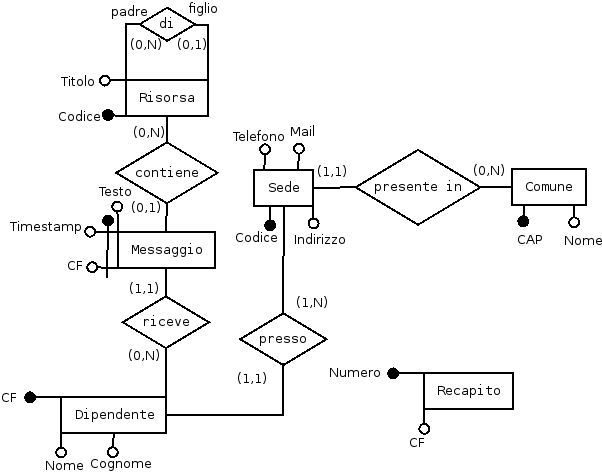 padre
figlio
di
(0,N)
(0,1)
Titolo
Risorsa
Codice
(0,N)
contiene
Telefono
Mail
(1,1)
(0,N)
Sede
presente in
Comune
Testo
(0,1)
Timestamp
Codice
Indirizzo
CAP
Nome
Messaggio
CF
(1,1)
riceve
(0,N)
(1,N)
presso
(1,1)
Numero
Recapito
CF
CF
Dipendente
Nome
Cognome